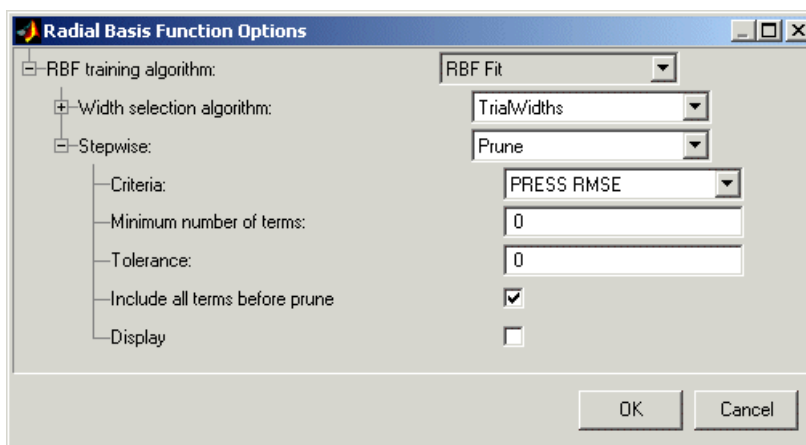 Radial Basis Function Options
RBF training algorithm: RBF Fit
Width selection algorithm: TrialWidths
Stepwise: Prune
Criteria: PRESS RMSE
Minimum number of terms: 0
Tolerance: 0
Include all terms before prune
Display
OK Cancel